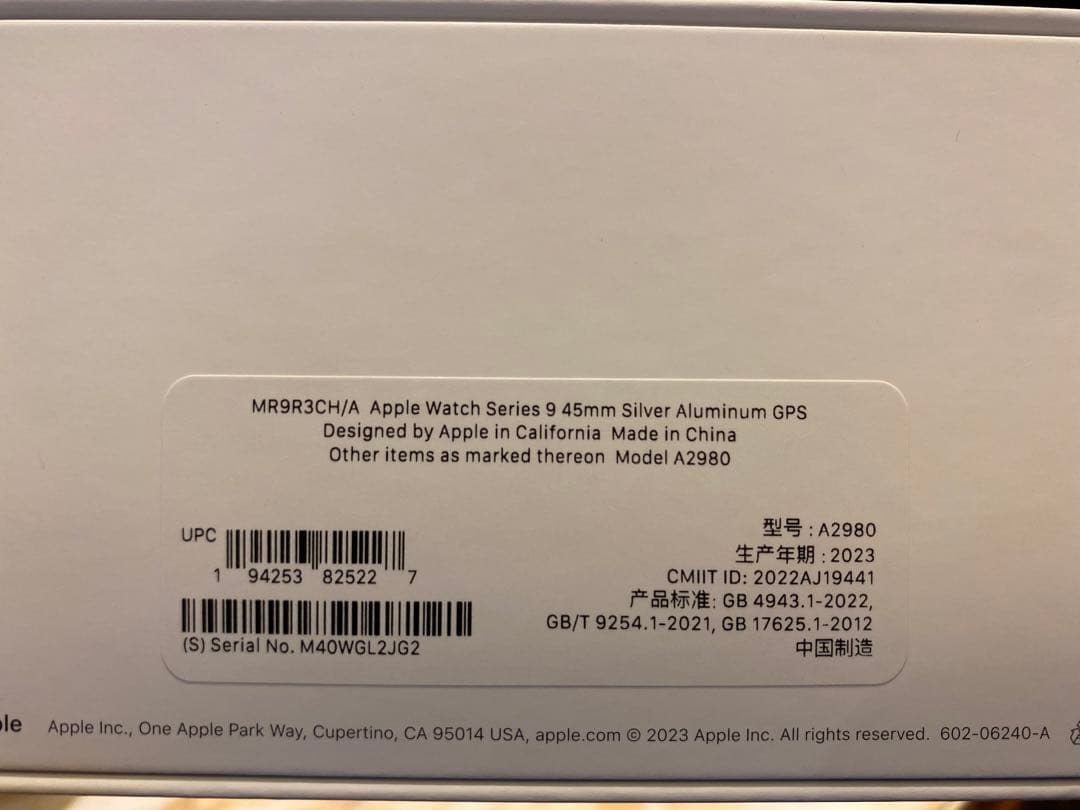 MR9R3CH/A Apple Watch Series 9 45mm Silver Aluminum GPS
Designed by Apple in California Made in China
Other items as marked thereon Model A2980
UPC
1 94253 82522 7
(S) Serial No. M40WGL2JG2
型号 : A2980
生产年期 : 2023
CMIIT ID: 2022AJ19441
产品标准: GB 4943.1-2022,
GB/T 9254.1-2021, GB 17625.1-2012
中国制造
ple Apple Inc., One Apple Park Way, Cupertino, CA 95014 USA, apple.com © 2023 Apple Inc. All rights reserved. 602-06240-A